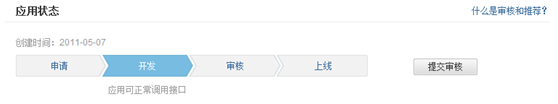 应用状态 什么是审核和推荐?
创建时间：2011-05-07
申请 开发 审核 上线 提交审核
应用可正常调用接口